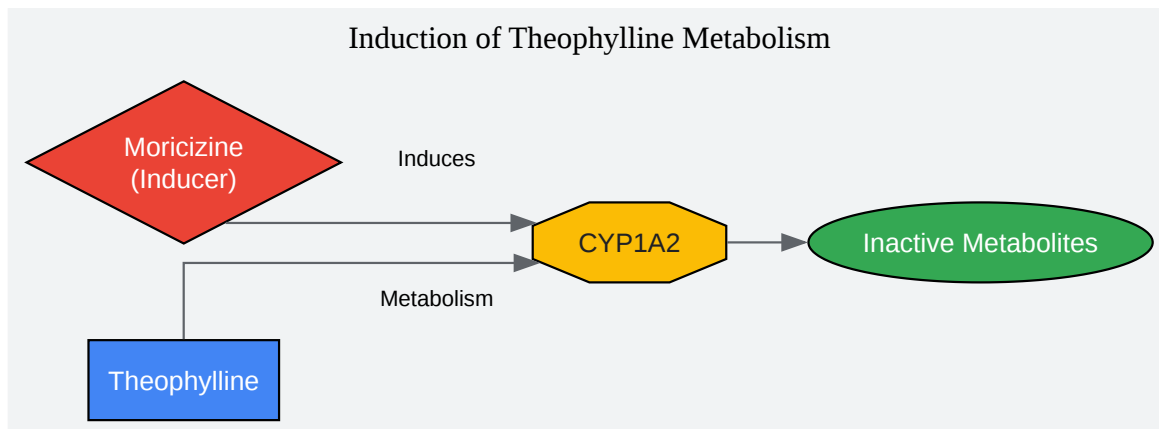 Induction of Theophylline Metabolism
Moricizine
(Inducer)
Induces
CYP1A2
Inactive Metabolites
Metabolism
Theophylline